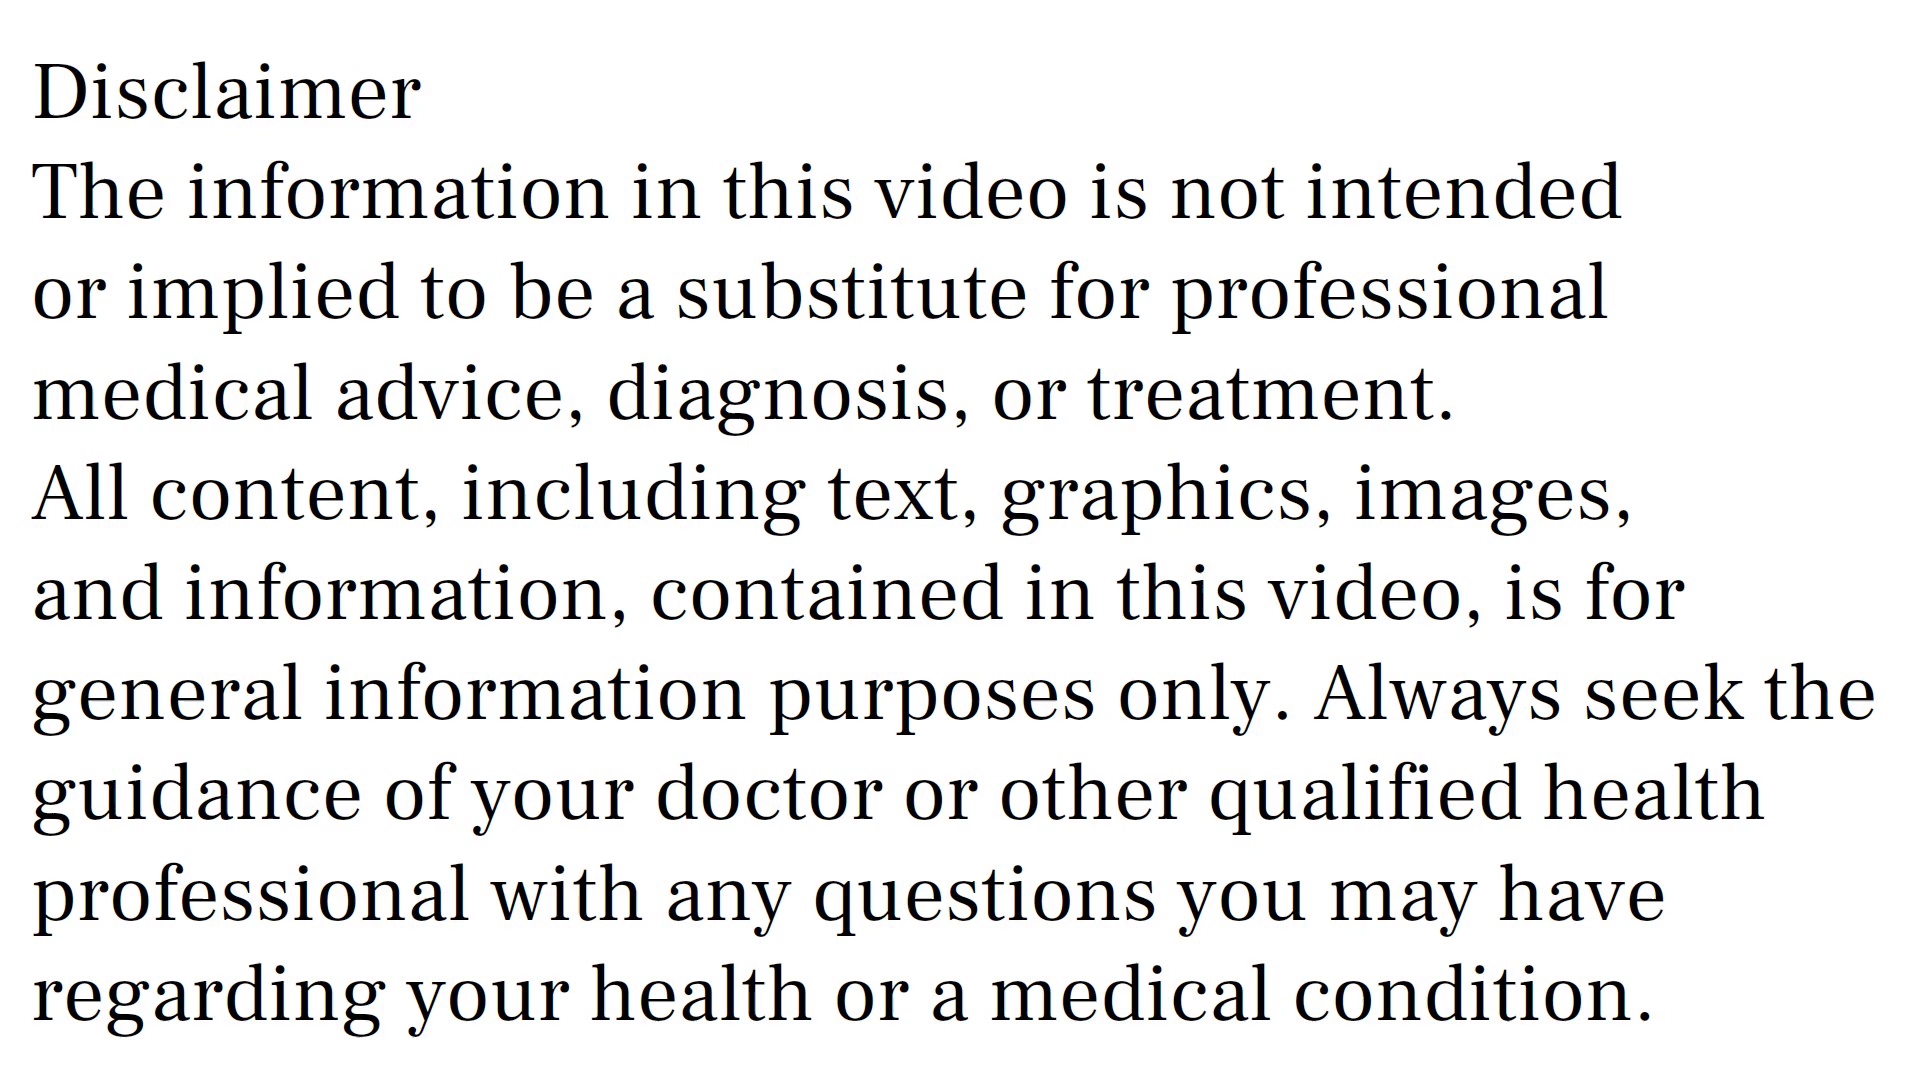 Disclaimer
The information in this video is not intended
or implied to be a substitute for professional
medical advice, diagnosis, or treatment.
All content, including text, graphics, images,
and information, contained in this video, is for
general information purposes only. Always seek the
guidance of your doctor or other qualified health
professional with any questions you may have
regarding your health or a medical condition.